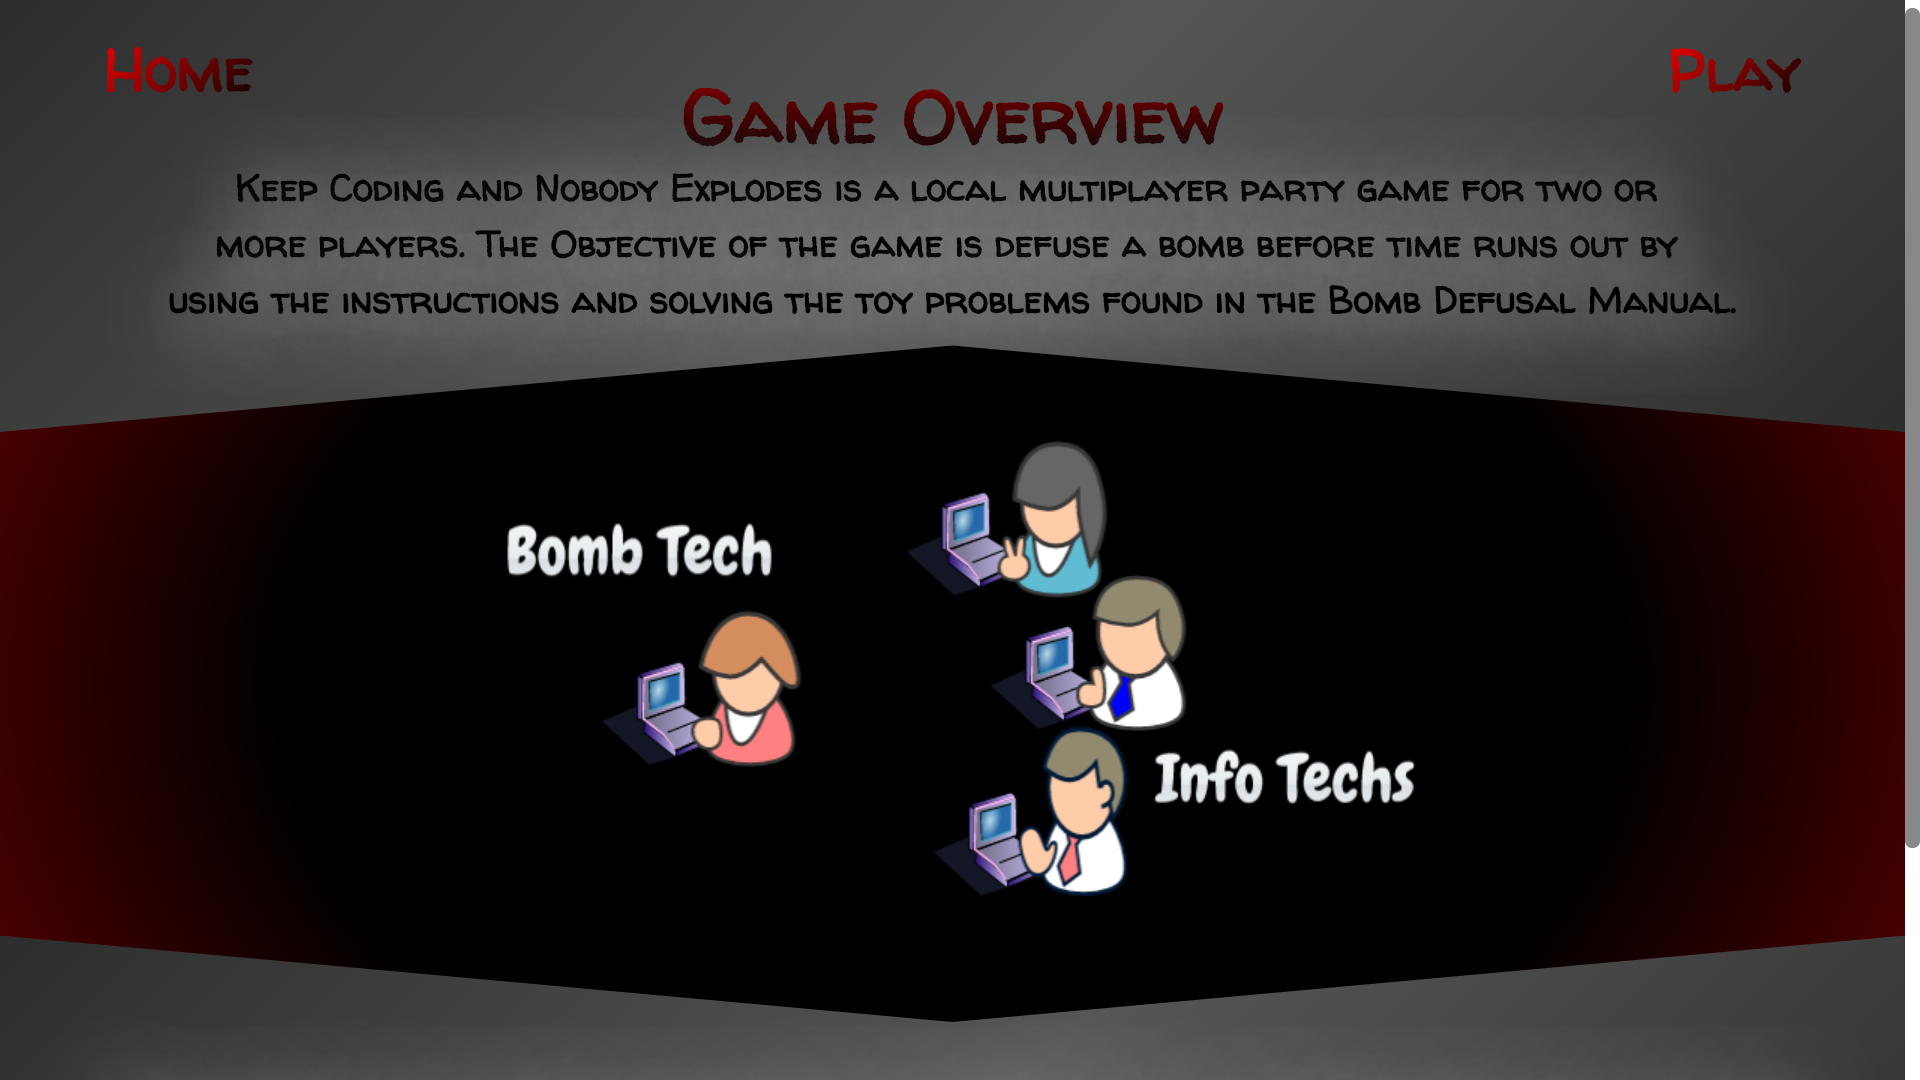 Home
Play
Game Overview
Keep Coding and Nobody Explodes is a local multiplayer party game for two or
more players. The Objective of the game is defuse a bomb before time runs out by
using the instructions and solving the toy problems found in the Bomb Defusal Manual.
Bomb Tech
Info Techs